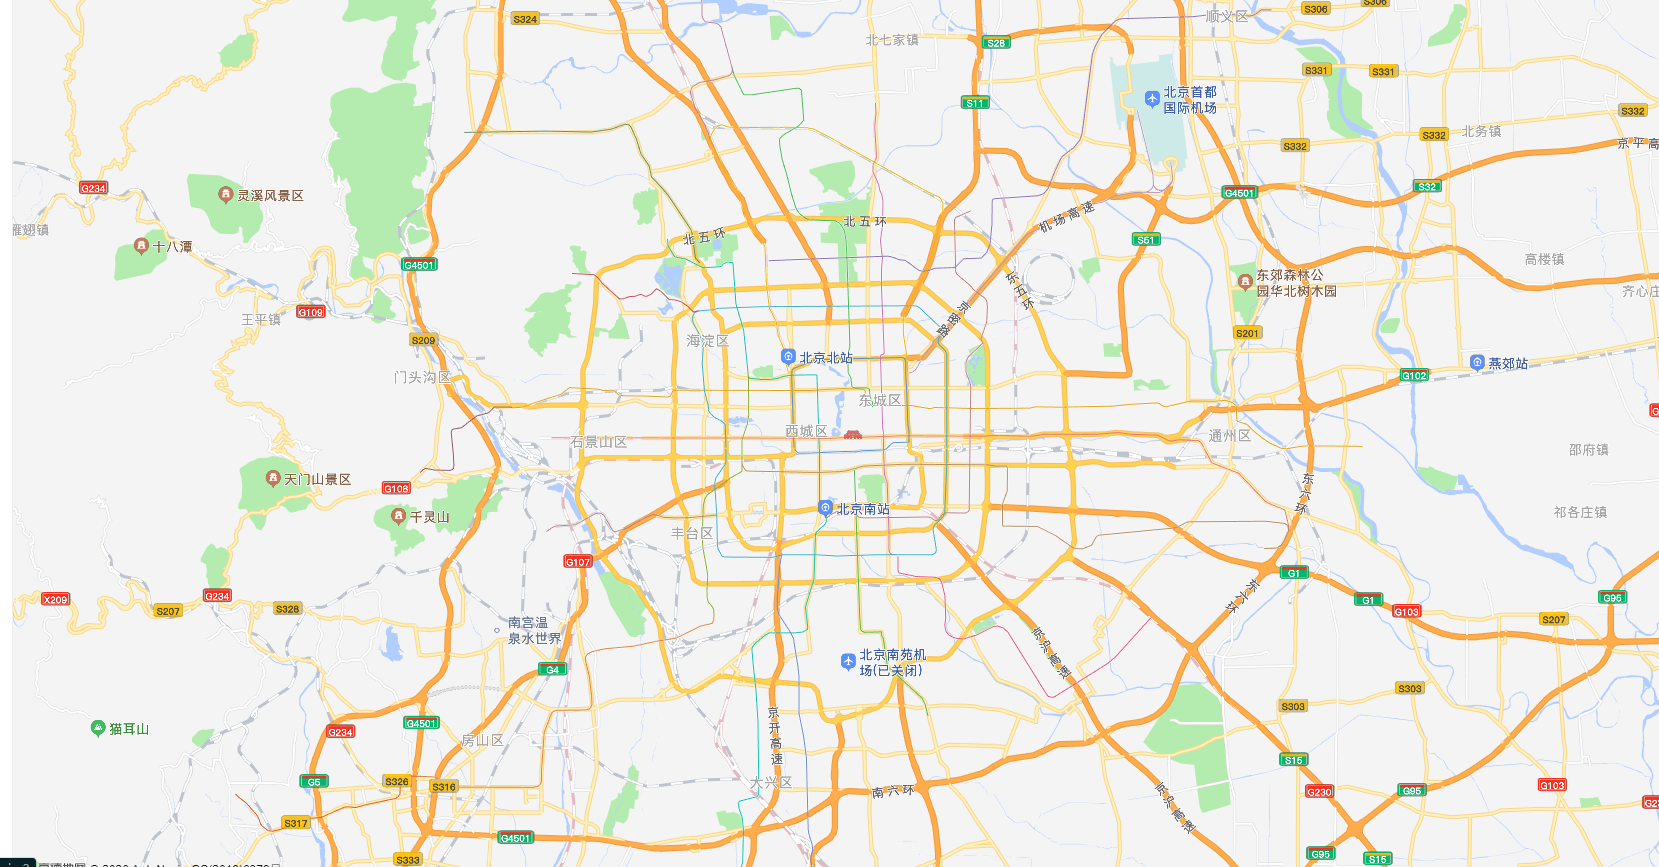 S324
S306
S306
顺义区
北七家镇
S28
S331
S331
北京首都
国际机场
S11
S332
S332
北务镇
S332
京平高
G234
灵溪风景区
S32
G4501
雁翅镇
十八潭
北五环
北五环
机场高速
S51
G4501
高楼镇
东郊森林公
园华北树木园
东五环
齐心庄
G109
王平镇
京密路
S201
S209
海淀区
北京北站
燕郊站
门头沟区
G102
东城区
西城区
石景山区
通州区
邵府镇
天门山景区
G108
东六环
北京南站
千灵山
祁各庄镇
丰台区
G107
G1
东六环
G1
G103
G95
X209
G234
S207
S328
S207
南宫温
泉水世界
京沪高速
北京南苑机
场(已关闭)
G4
S303
S303
猫耳山
G4501
G234
京开高速
房山区
S15
G5
S326
S316
大兴区
南六环
G230
G95
G103
京沪高速
S317
G4501
S333
G95
S15